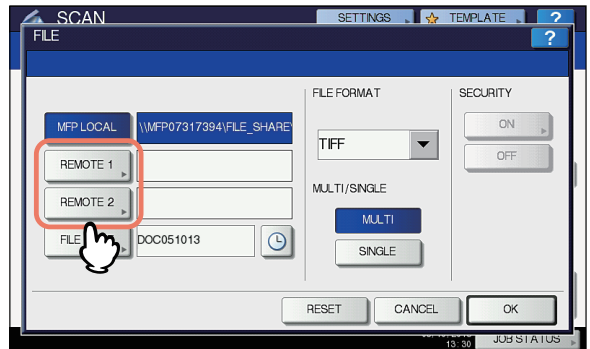 SCAN
SETTINGS
TEMPLATE
?
FILE
?
FILE FORMAT
SECURITY
MFP LOCAL
\\MFP07317394\FILE_SHARE
ON
TIFF
OFF
REMOTE 1
MULTI/SINGLE
REMOTE 2
MULTI
FILE
DOC051013
SINGLE
RESET
CANCEL
OK
13:30
JOB STATUS